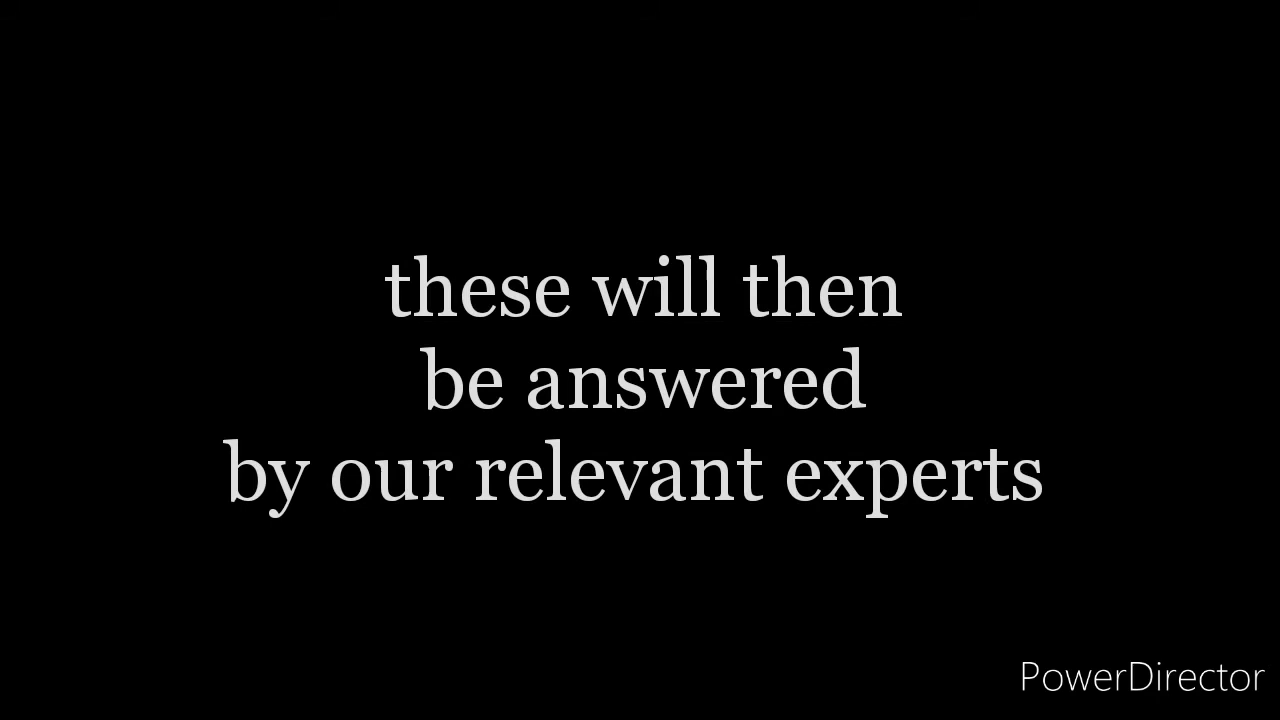 these will then
be answered
by our relevant experts
PowerDirector